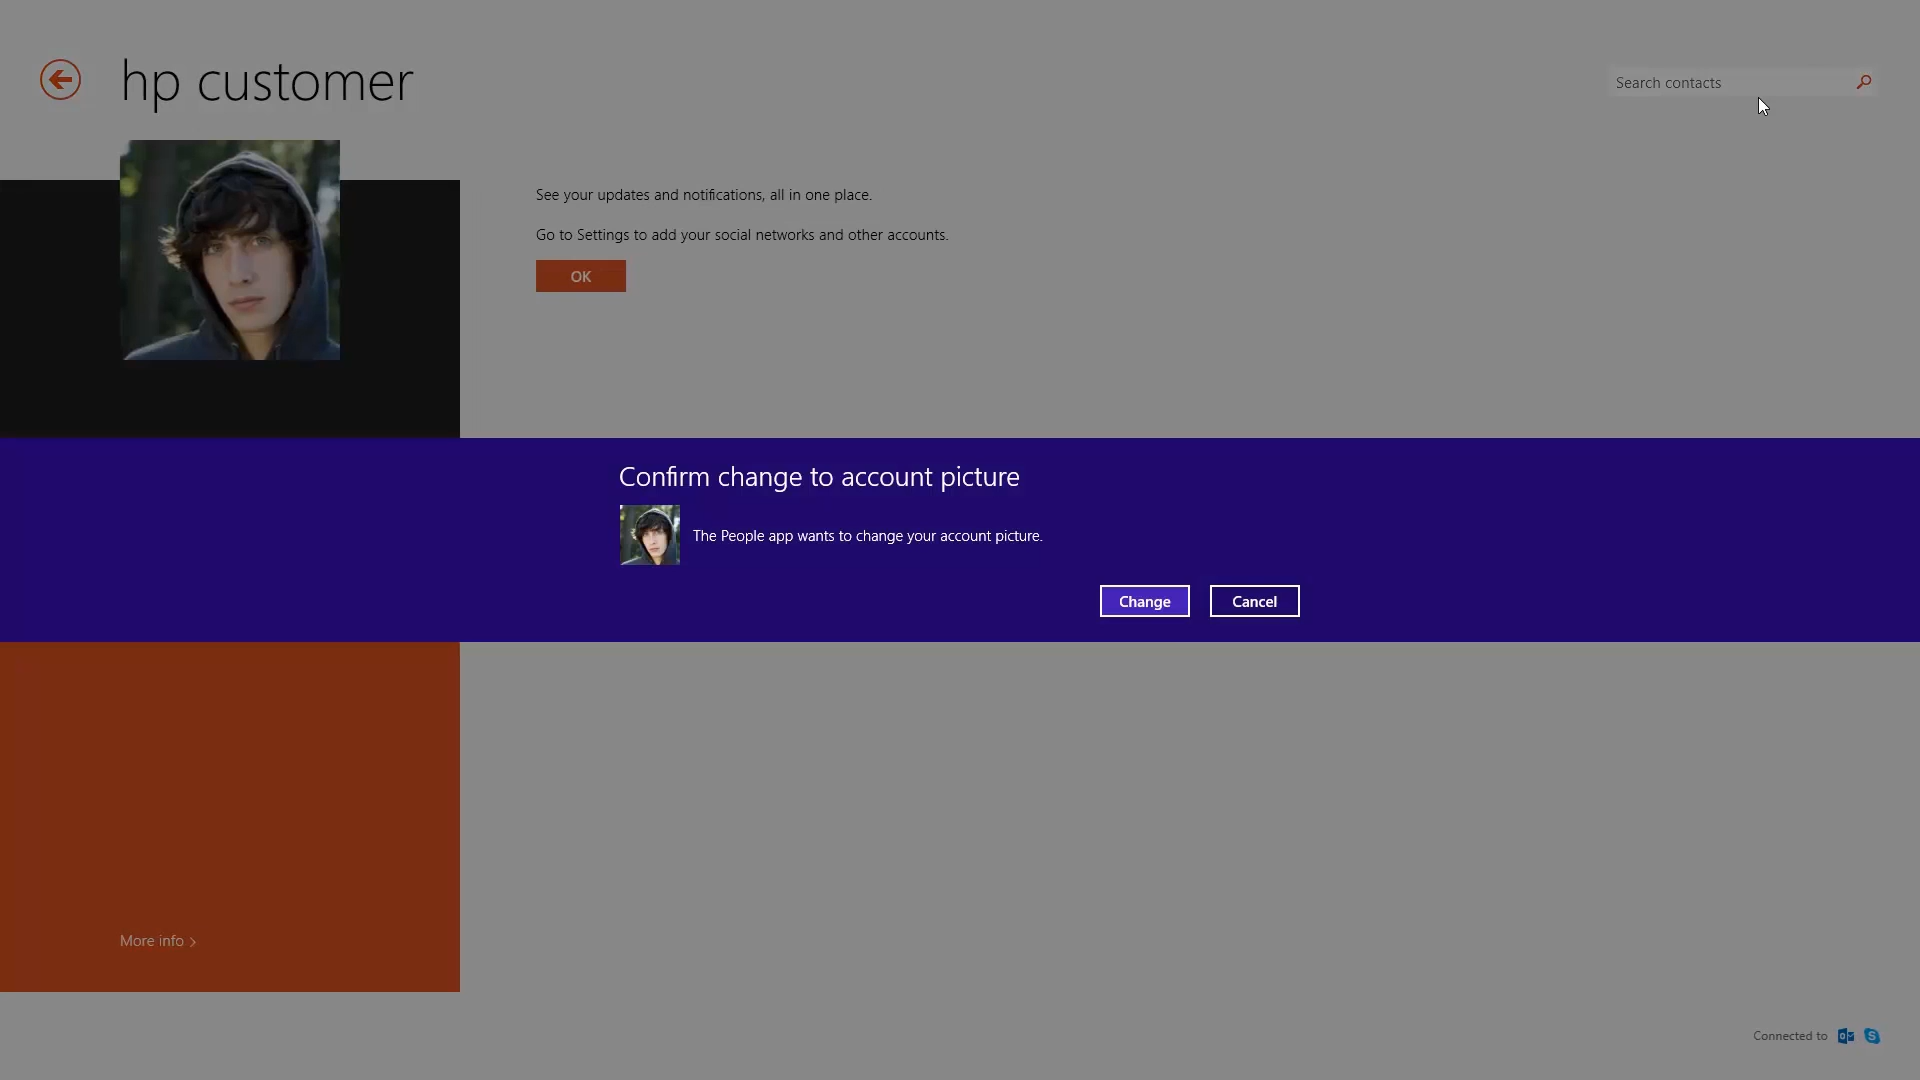 hp customer
Search contacts
See your updates and notifications, all in one place.
Go to Settings to add your social networks and other accounts.
OK
Confirm change to account picture
The People app wants to change your account picture.
Change
Cancel
More info
Connected to